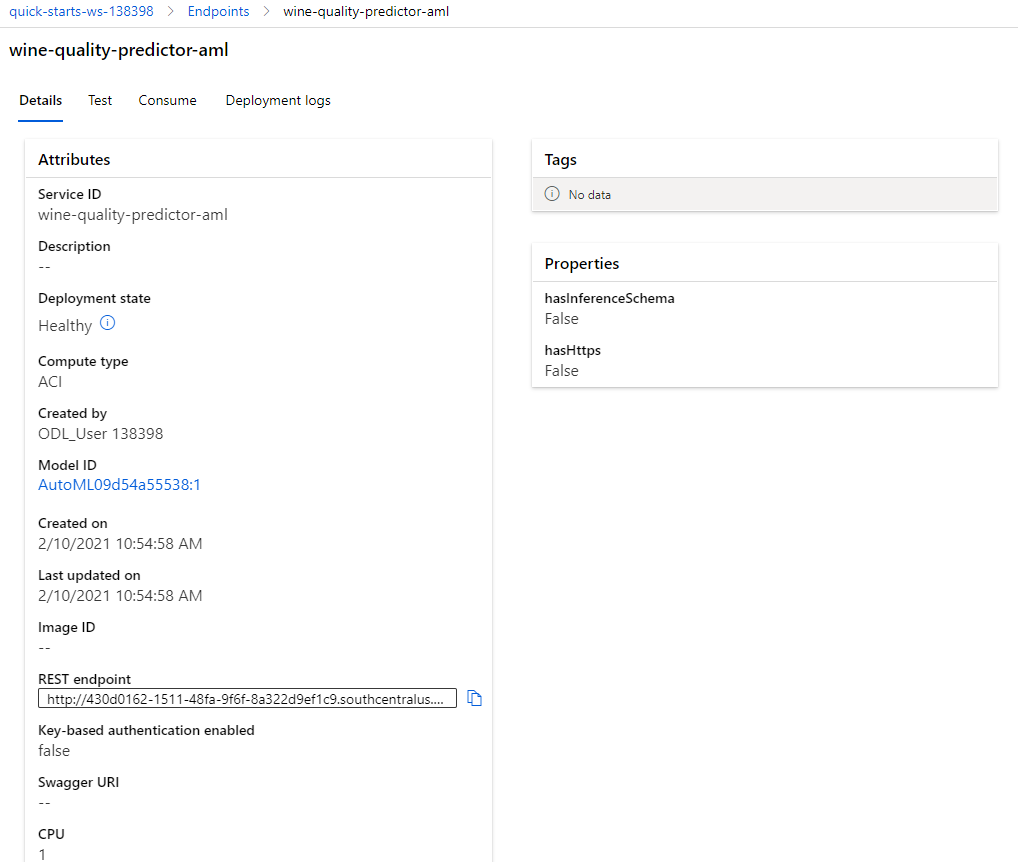 quick-starts-ws-138398 > Endpoints > wine-quality-predictor-aml
wine-quality-predictor-aml
Details Test Consume Deployment logs
Attributes
Service ID
wine-quality-predictor-aml
Description
--
Deployment state
Healthy
Compute type
ACI
Created by
ODL_User 138398
Model ID
AutoML09d54a55538:1
Created on
2/10/2021 10:54:58 AM
Last updated on
2/10/2021 10:54:58 AM
Image ID
--
REST endpoint
http://430d0162-1511-48fa-9f6f-8a322d9ef1c9.southcentralus....
Key-based authentication enabled
false
Swagger URI
--
CPU
1
Tags
No data
Properties
hasInferenceSchema
False
hasHttps
False